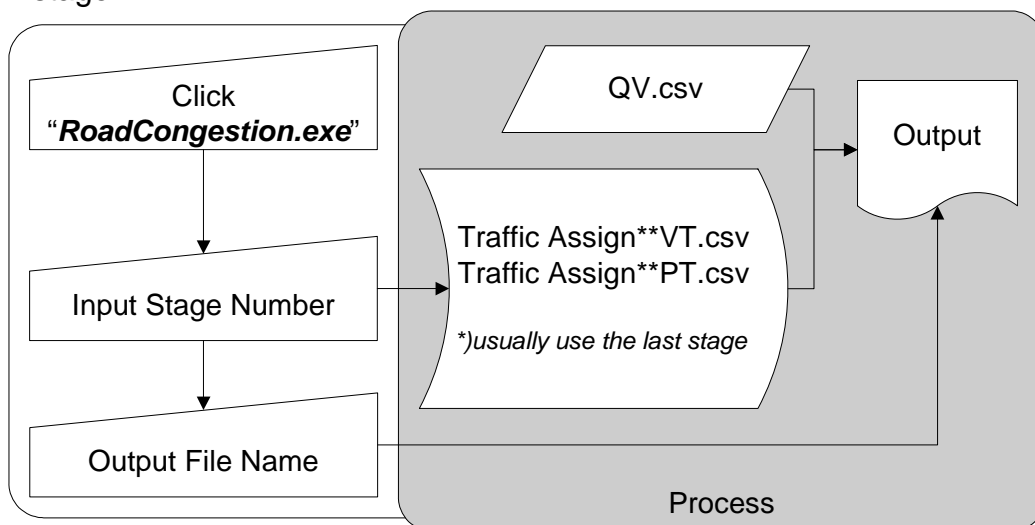 Click
“RoadCongestion.exe”
Input Stage Number
Output File Name
QV.csv
Traffic Assign**VT.csv
Traffic Assign**PT.csv
*)usually use the last stage
Output
Process